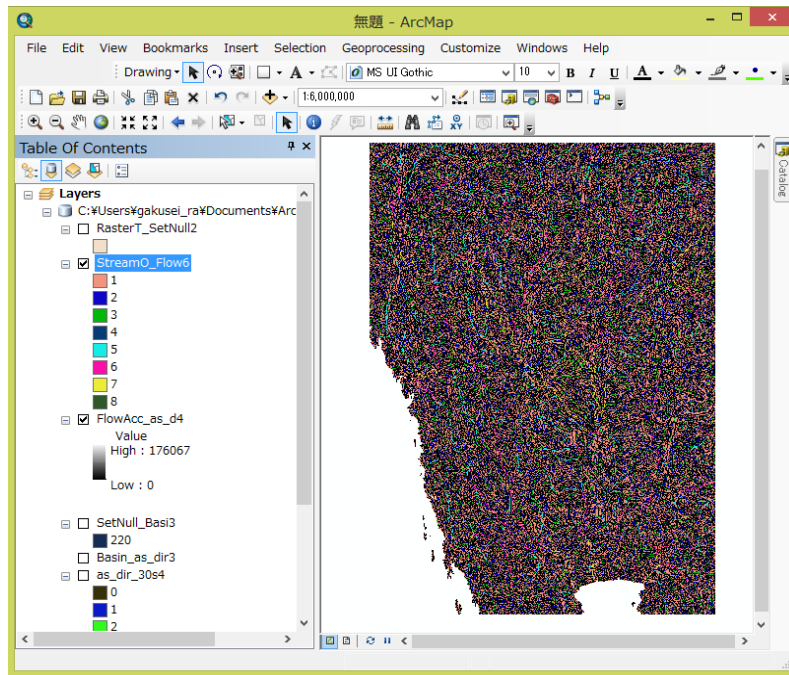 無題 - ArcMap
File Edit View Bookmarks Insert Selection Geoprocessing Customize Windows Help
Drawing A MS UI Gothic 10 B I U A
1:6,000,000
XY
Table Of Contents
Catalog
Layers
C:¥Users¥gakusei_ra¥Documents¥Arc
RasterT_SetNull2
StreamO_Flow6
1
2
3
4
5
6
7
8
FlowAcc_as_d4
Value
High : 176067
Low : 0
SetNull_Basi3
220
Basin_as_dir3
as_dir_30s4
0
1
2